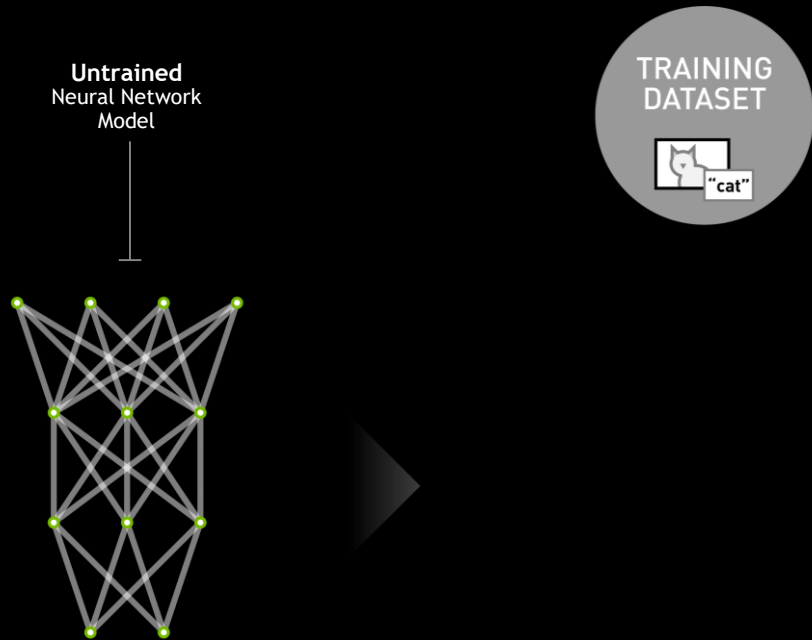 Untrained
Neural Network
Model
TRAINING
DATASET
“cat”